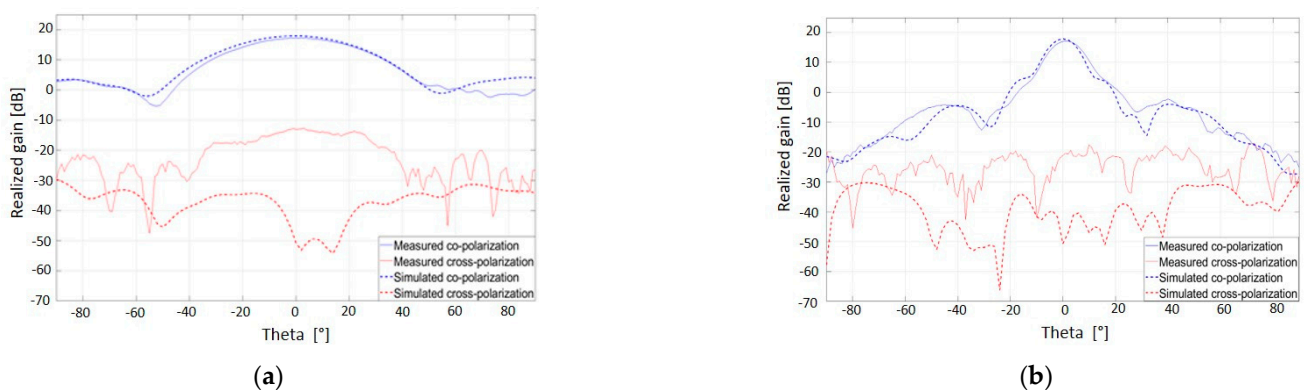 20
10
0
-10
-20
-30
-40
-50
-60
-70
Realized gain [dB]
Measured co-polarization
Measured cross-polarization
Simulated co-polarization
Simulated cross-polarization
-80 -60 -40 -20 0 20 40 60 80
Theta [°]
(a)
20
10
0
-10
-20
-30
-40
-50
-60
-70
Realized gain [dB]
Measured co-polarization
Measured cross-polarization
Simulated co-polarization
Simulated cross-polarization
-80 -60 -40 -20 0 20 40 60 80
Theta [°]
(b)